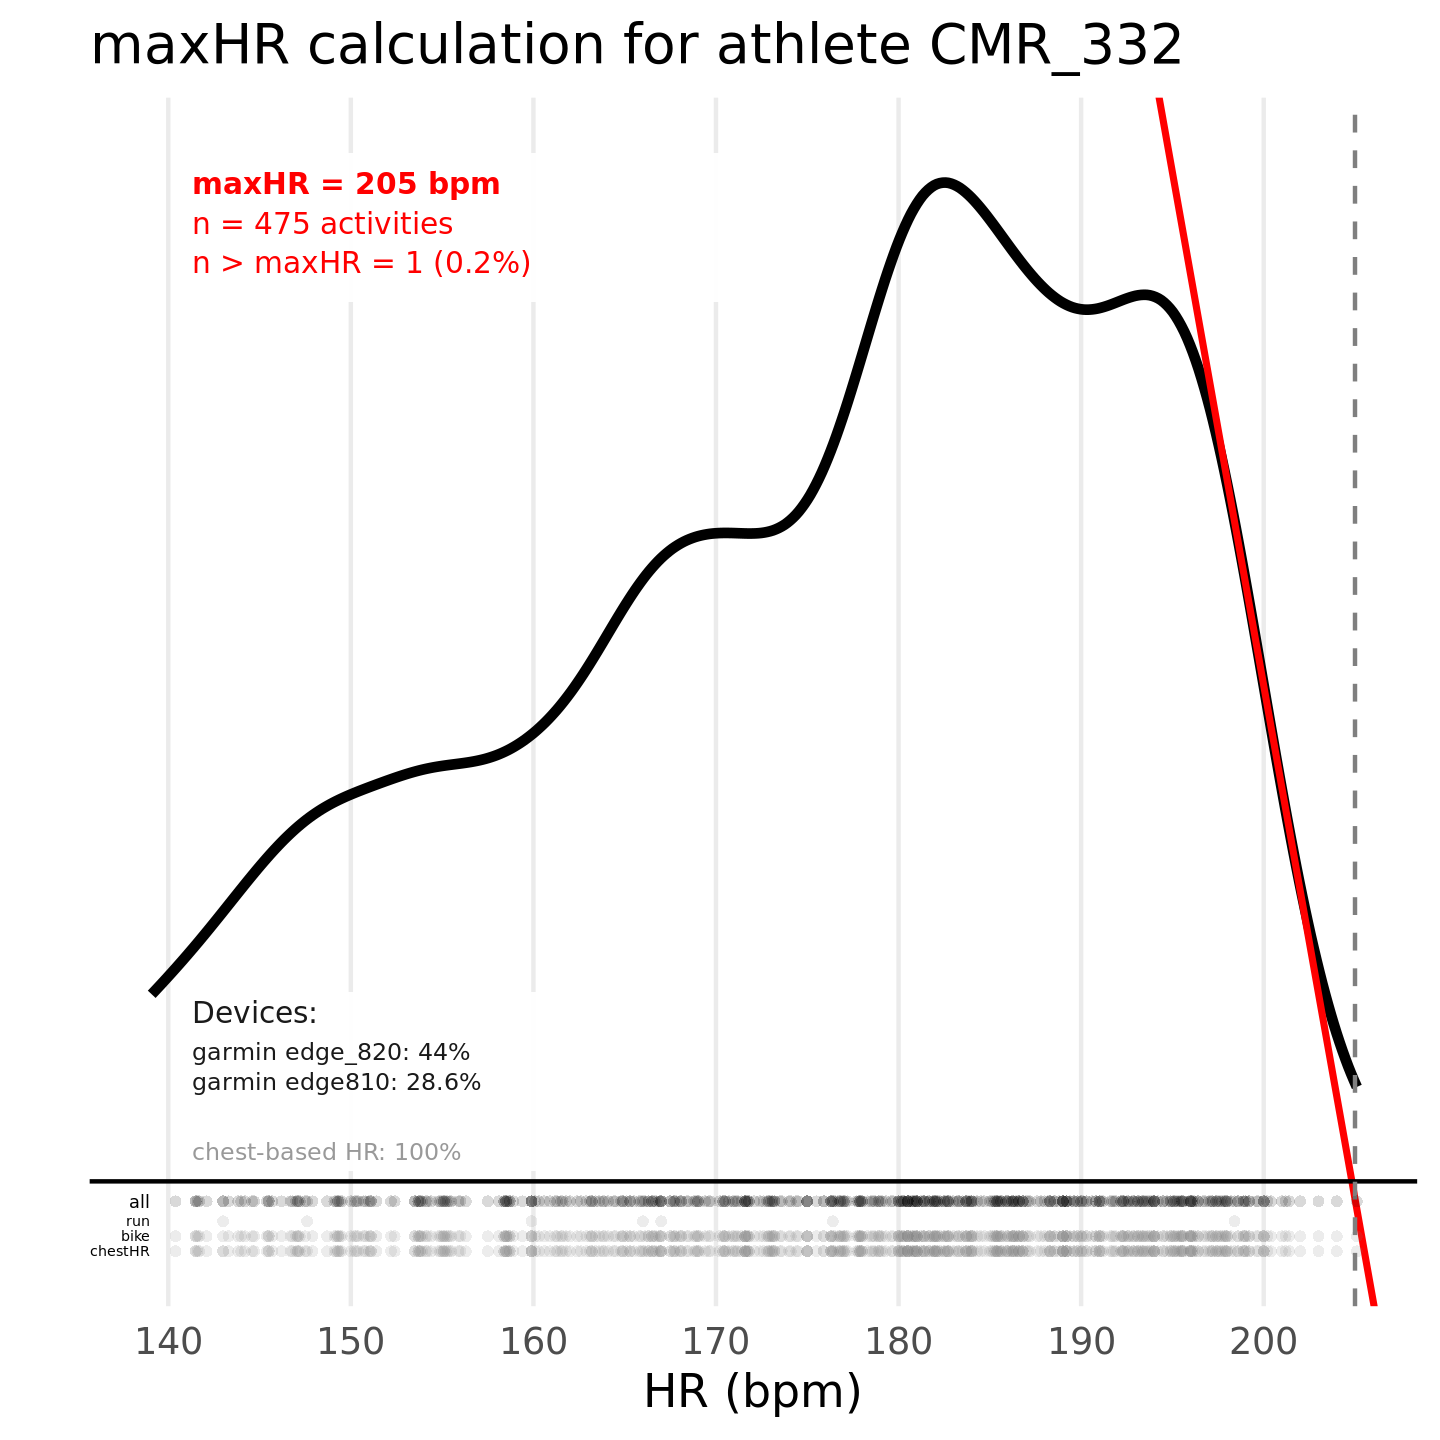 maxHR calculation for athlete CMR_332
maxHR = 205 bpm
n = 475 activities
n > maxHR = 1 (0.2%)
Devices:
garmin edge_820: 44%
garmin edge810: 28.6%
chest-based HR: 100%
all
run
bike
chestHR
140 150 160 170 180 190 200
HR (bpm)